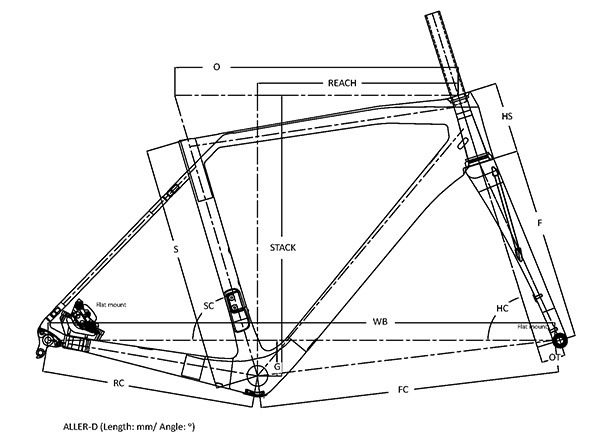 O
REACH
HS
F
S
STACK
Flat mount
SC
HC
WB
Flat mount
G
OT
RC
FC
ALLER-D (Length: mm/ Angle: °)